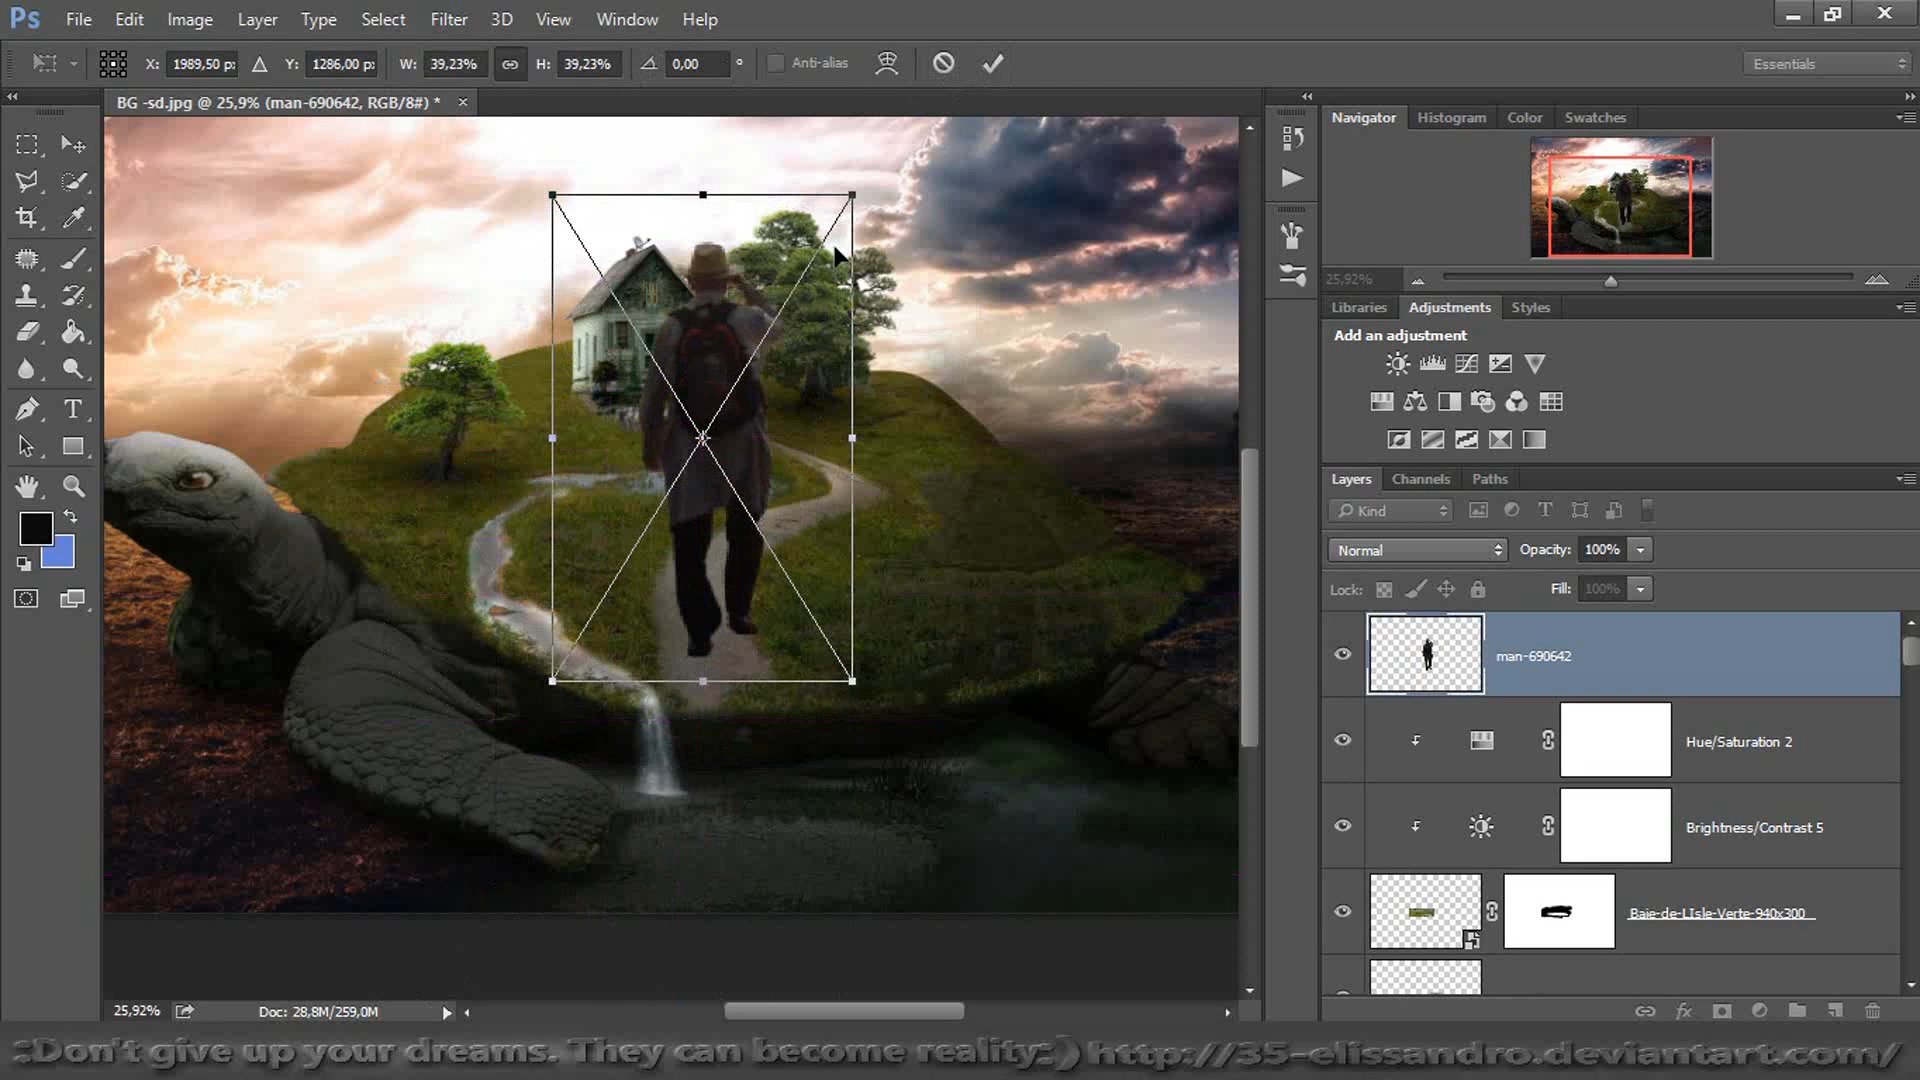 Ps File Edit Image Layer Type Select Filter 3D View Window Help
X: 1989,50 p: Y: 1286,00 p: W: 39,23% H: 39,23% 0,00 ° Anti-alias Essentials
BG -sd.jpg @ 25,9% (man-690642, RGB/8#) * ×
Navigator Histogram Color Swatches
25,92%
Libraries Adjustments Styles
Add an adjustment
Layers Channels Paths
Kind
Normal Opacity: 100%
Lock: Fill: 100%
man-690642
Hue/Saturation 2
Brightness/Contrast 5
Baie-de-LIsle-Verte-940x300
25,92% Doc: 28,8M/259,0M
:Don't give up your dreams. They can become reality:) http://35-elissandro.deviantart.com/